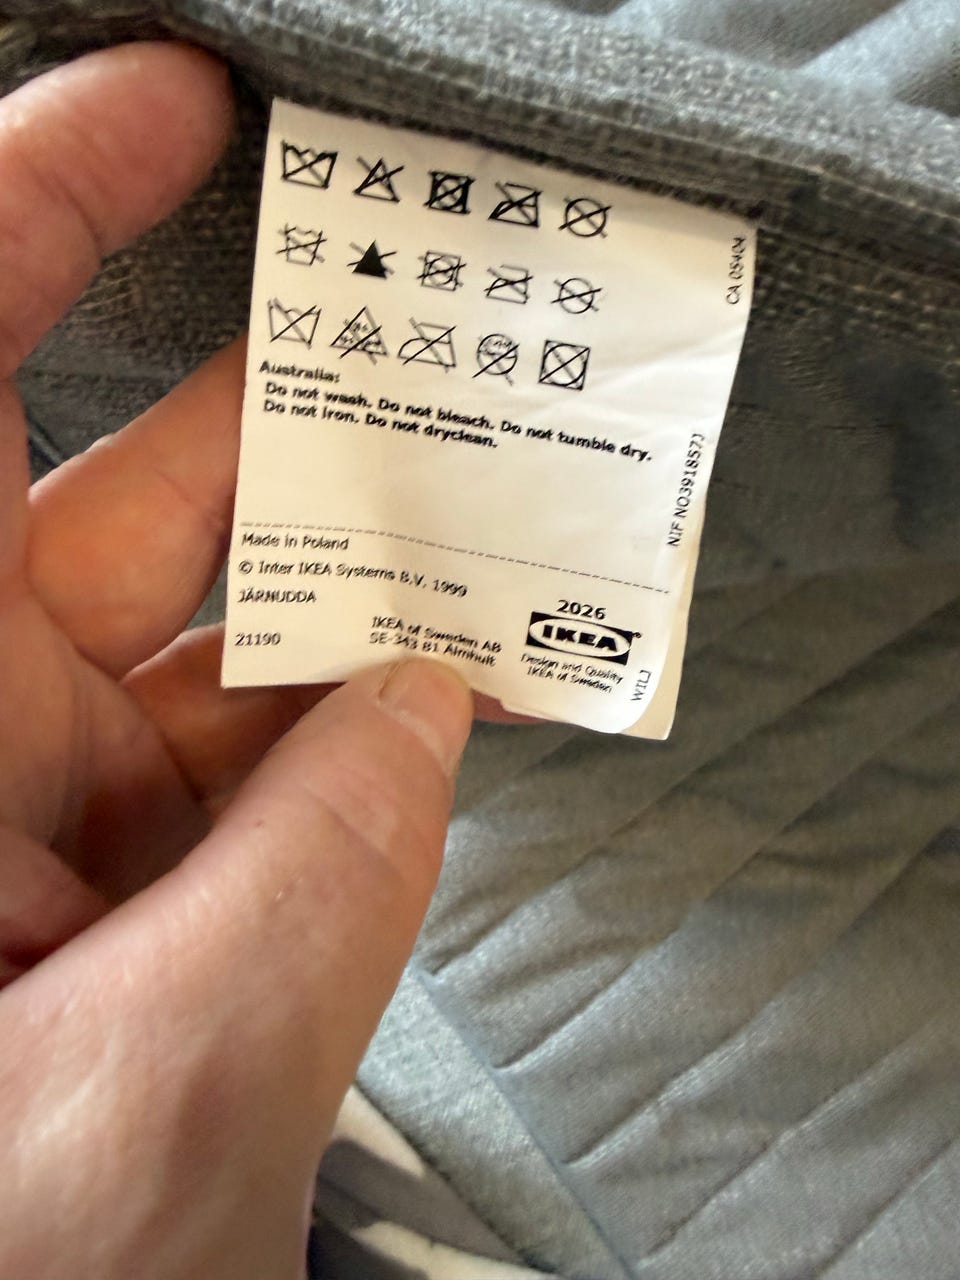 Australia:
Do not wash. Do not bleach. Do not tumble dry.
Do not iron. Do not dryclean.
Made in Poland
© Inter IKEA Systems B.V. 1999
JÄRNUDDA
21190
IKEA of Sweden AB
SE-343 81 Älmhult
2026
IKEA®
Design and Quality
IKEA of Sweden
WILJ
NIF NO3918573
CA 05404